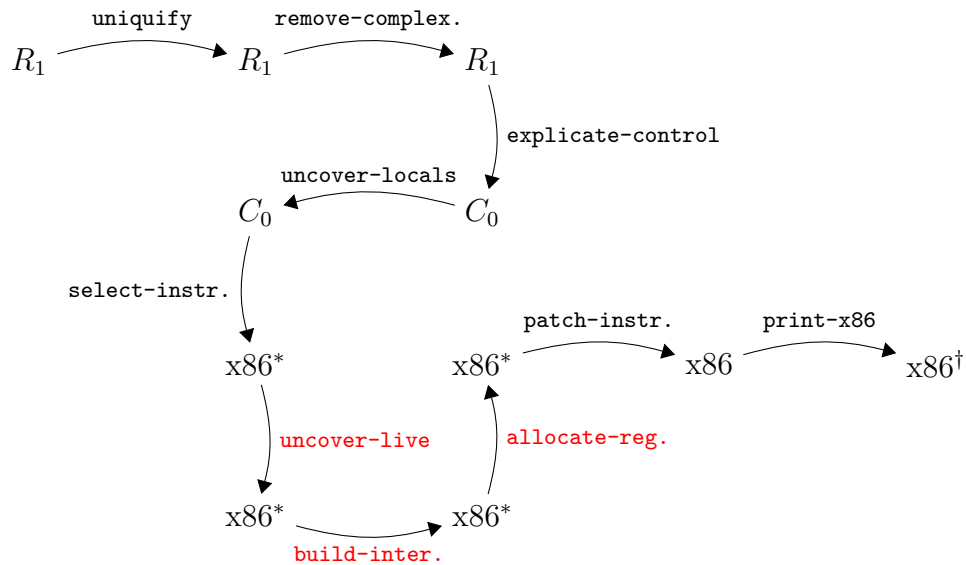 uniquify remove-complex.
R₁ R₁ R₁
explicate-control
uncover-locals
C₀ C₀
select-instr.
patch-instr. print-x86
x86* x86* x86 x86†
uncover-live allocate-reg.
x86* x86*
build-inter.